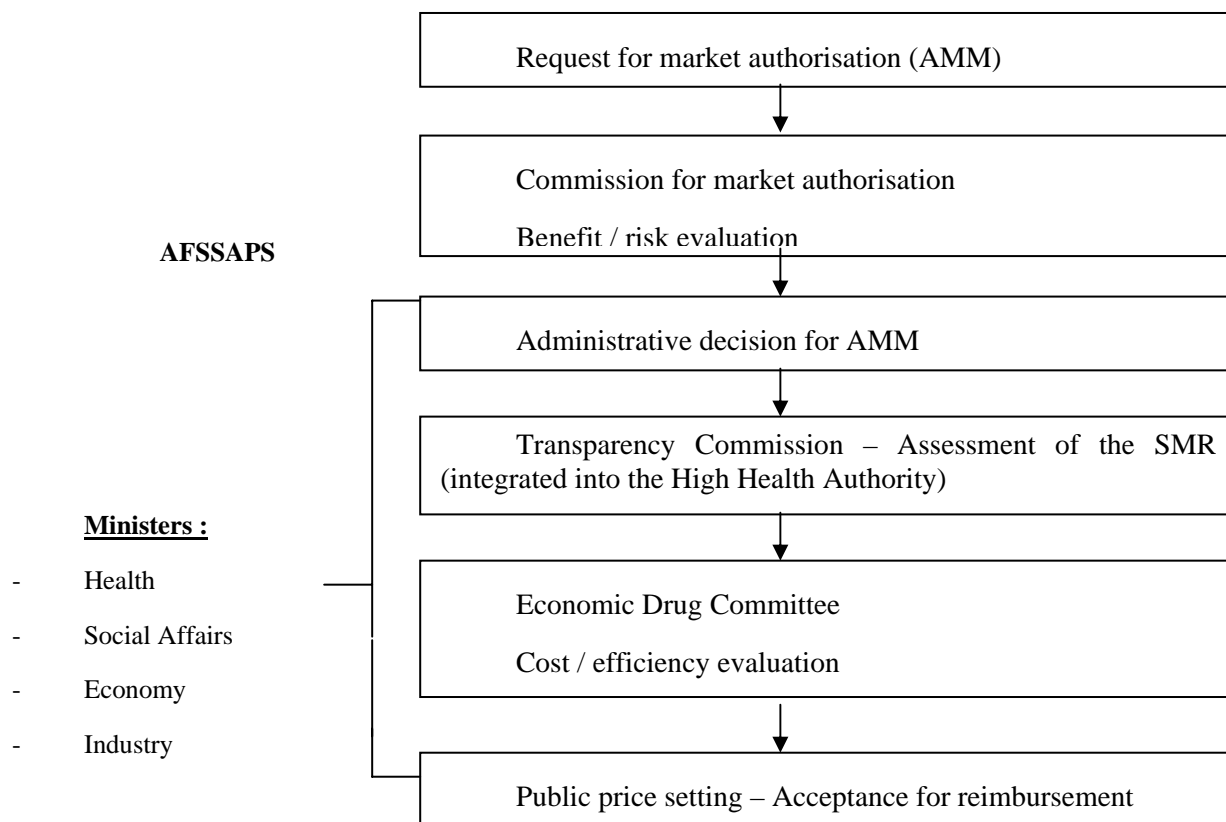 Request for market authorisation (AMM)
Commission for market authorisation
Benefit / risk evaluation
AFSSAPS
Administrative decision for AMM
Transparency Commission – Assessment of the SMR
(integrated into the High Health Authority)
Ministers :
- Health
- Social Affairs
- Economy
- Industry
Economic Drug Committee
Cost / efficiency evaluation
Public price setting – Acceptance for reimbursement